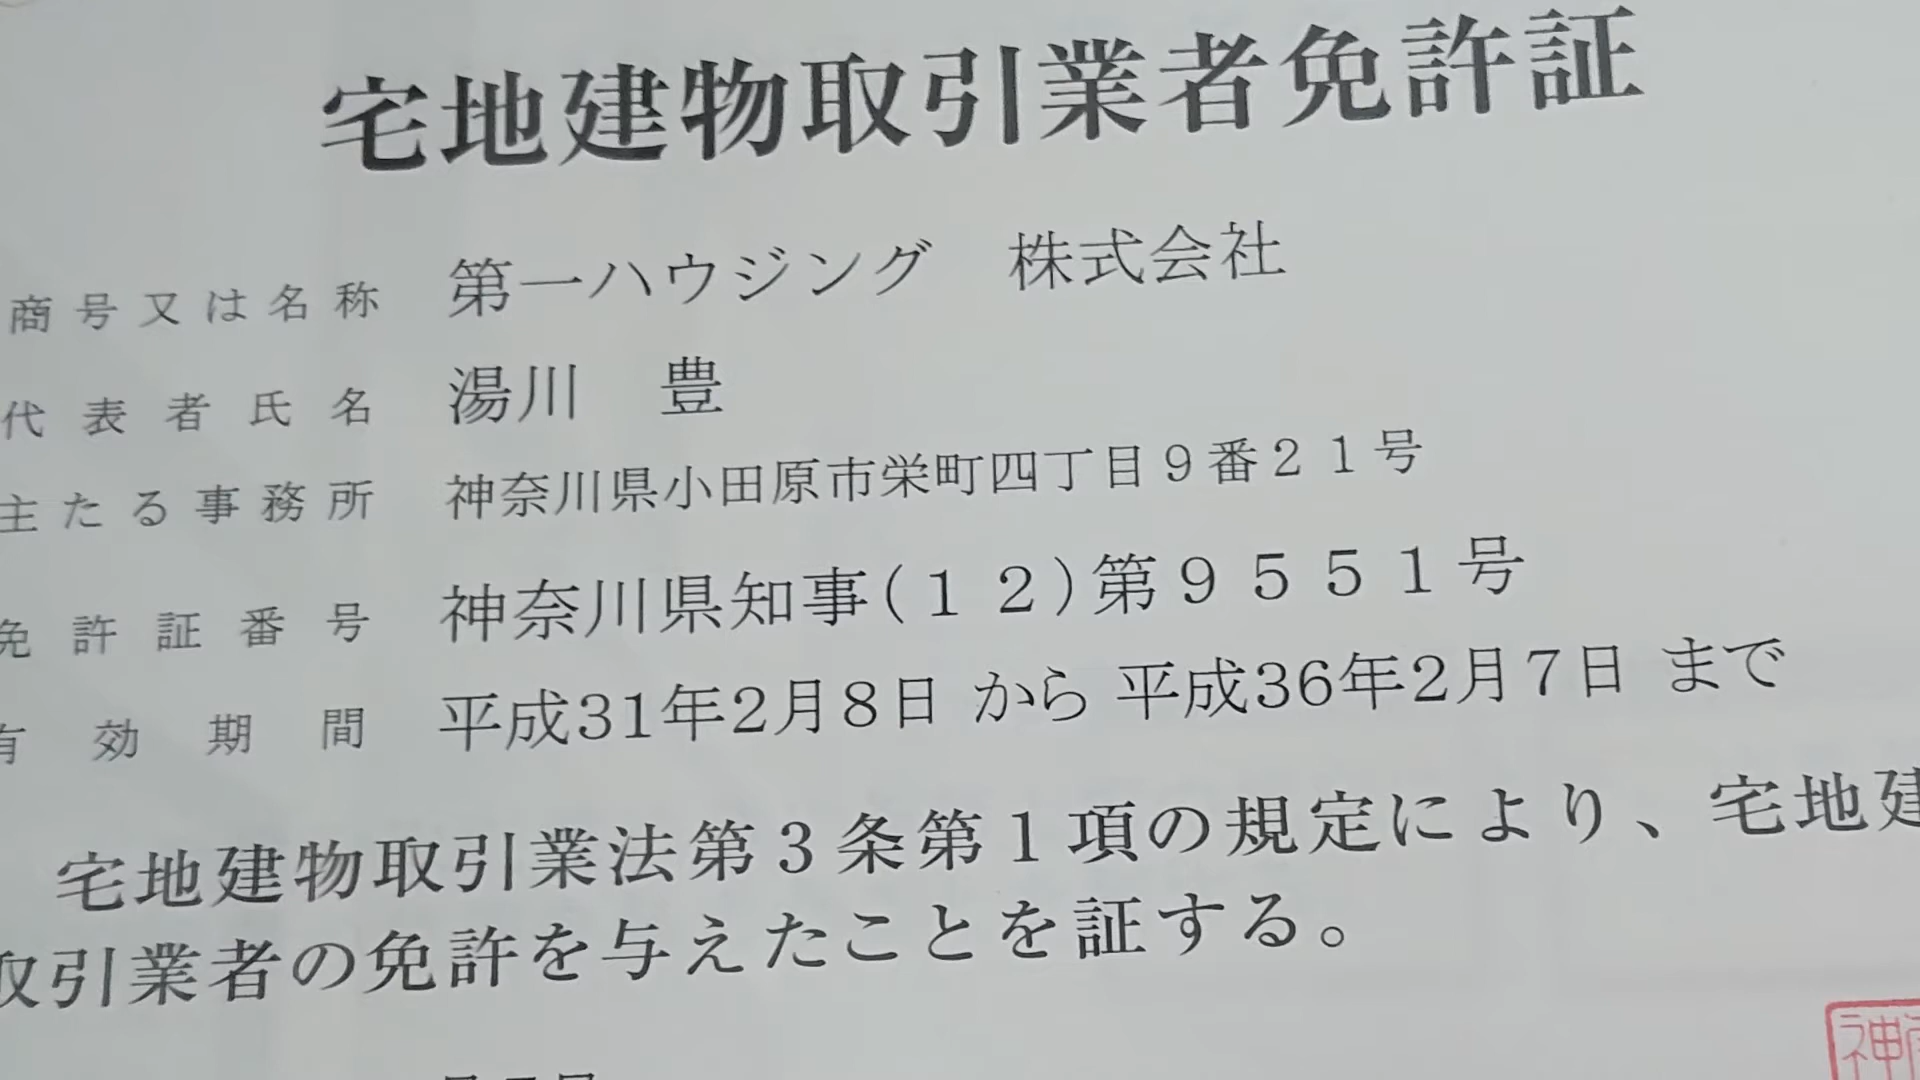 宅地建物取引業者免許証
商号又は名称 第一ハウジング 株式会社
代表者氏名 湯川 豊
主たる事務所 神奈川県小田原市栄町四丁目９番２１号
免許証番号 神奈川県知事(１２)第９５５１号
有効期間 平成31年2月8日 から 平成36年2月7日 まで
宅地建物取引業法第３条第１項の規定により、宅地建
取引業者の免許を与えたことを証する。
神